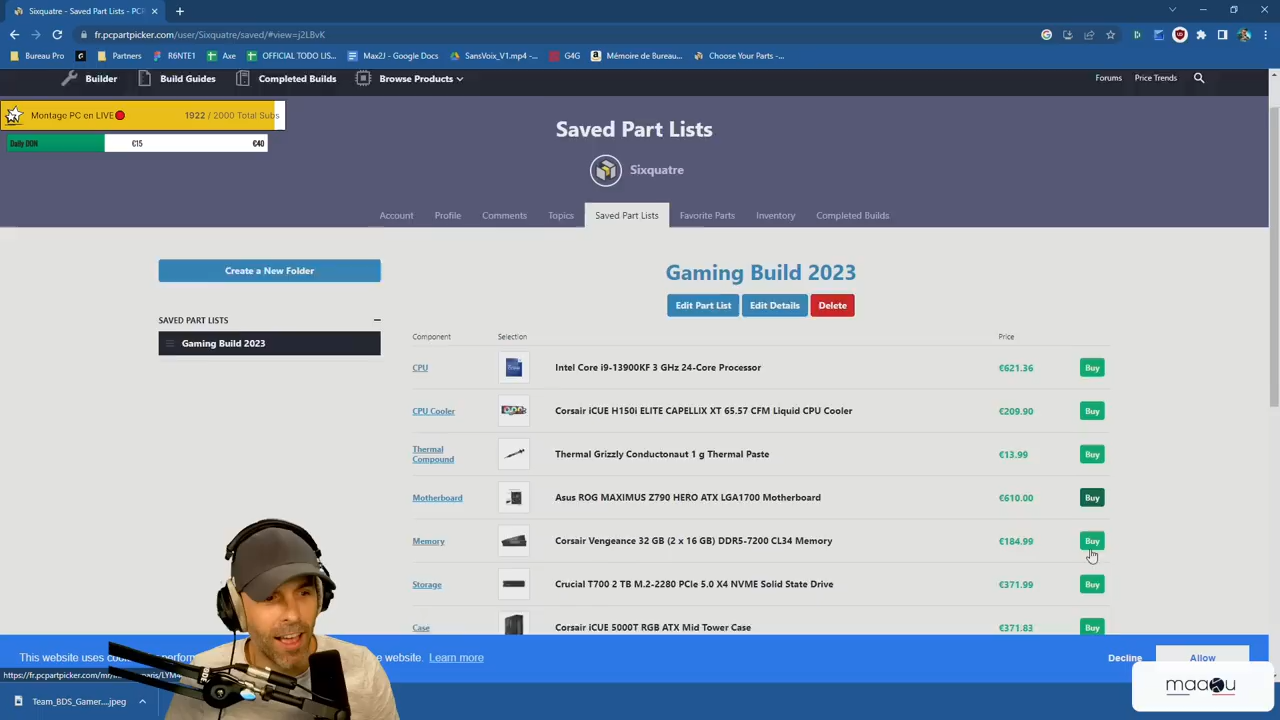 Sixquatre - Saved Part Lists - PCP
fr.pcpartpicker.com/user/Sixquatre/saved/#view=j2LBvK
Bureau Pro
Partners
R6NTE1
Axe
OFFICIAL TODO LIS...
Max2J - Google Docs
SansVoix_V1.mp4 -...
G4G
Mémoire de Bureau...
Choose Your Parts -...
Builder
Build Guides
Completed Builds
Browse Products
Forums
Price Trends
Montage PC en LIVE
1922 / 2000 Total Subs
Daily DON
€15
€40
Saved Part Lists
Sixquatre
Account
Profile
Comments
Topics
Saved Part Lists
Favorite Parts
Inventory
Completed Builds
Create a New Folder
SAVED PART LISTS
Gaming Build 2023
Gaming Build 2023
Edit Part List
Edit Details
Delete
Component
Selection
Price
CPU
Intel Core i9-13900KF 3 GHz 24-Core Processor
€621.36
Buy
CPU Cooler
Corsair iCUE H150i ELITE CAPELLIX XT 65.57 CFM Liquid CPU Cooler
€209.90
Buy
Thermal
Compound
Thermal Grizzly Conductonaut 1 g Thermal Paste
€13.99
Buy
Motherboard
Asus ROG MAXIMUS Z790 HERO ATX LGA1700 Motherboard
€610.00
Buy
Memory
Corsair Vengeance 32 GB (2 x 16 GB) DDR5-7200 CL34 Memory
€184.99
Buy
Storage
Crucial T700 2 TB M.2-2280 PCIe 5.0 X4 NVME Solid State Drive
€371.99
Buy
Case
Corsair iCUE 5000T RGB ATX Mid Tower Case
€371.83
Buy
This website uses
the website. Learn more
Decline
Allow
https://fr.pcpartpicker.com/mr/
maaou
Team_BDS_Gamer....jpeg